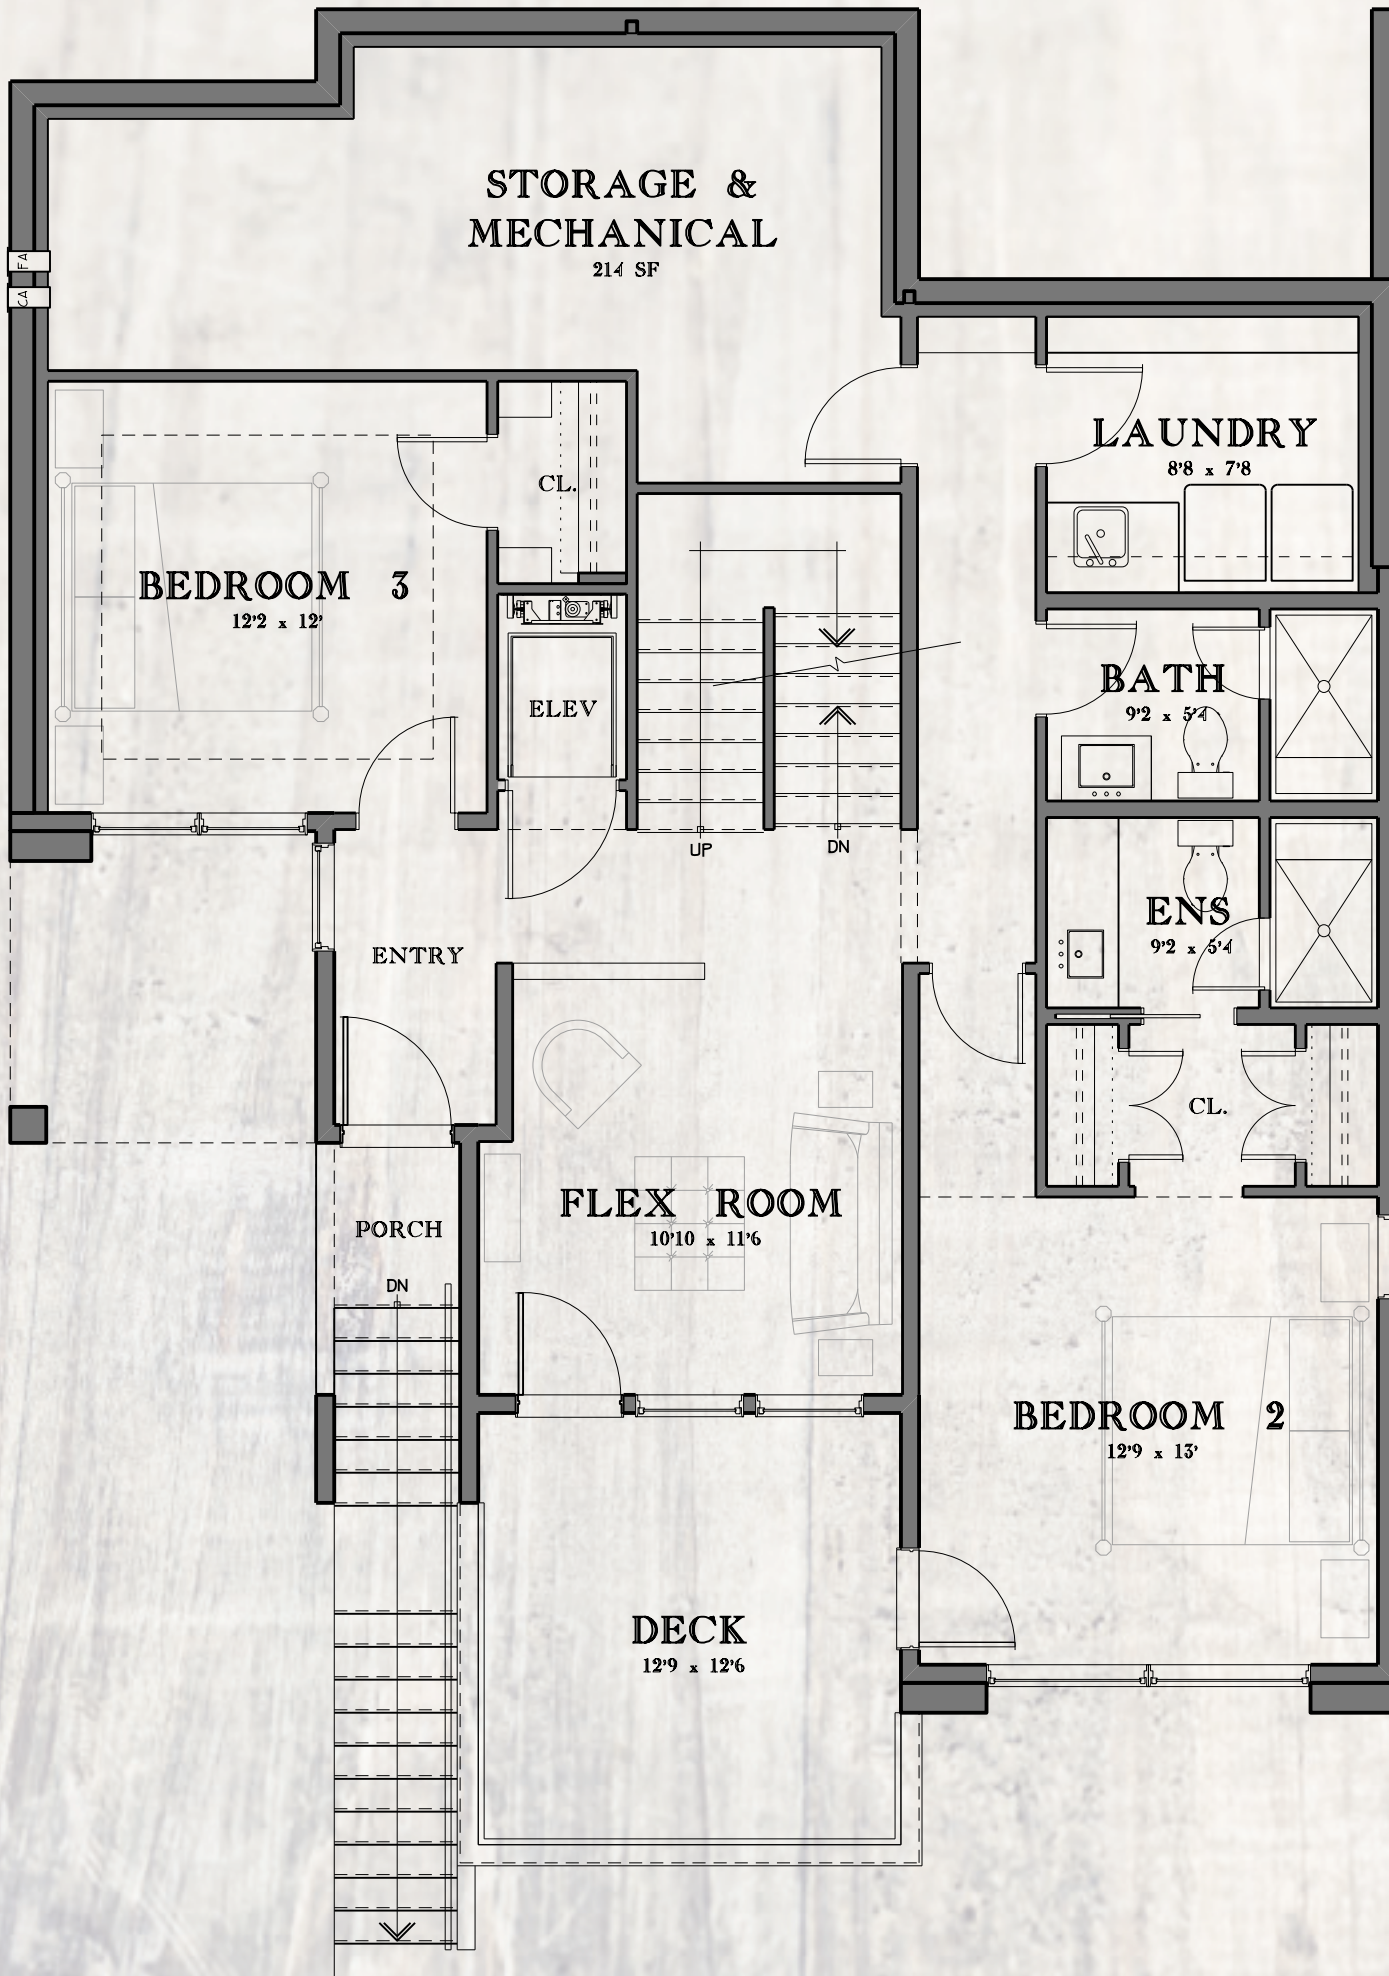 STORAGE &
MECHANICAL
214 SF
FA
CA
LAUNDRY
8'8 x 7'8
CL.
BEDROOM 3
12'2 x 12'
ELEV
BATH
9'2 x 5'4
UP
DN
ENS
9'2 x 5'4
ENTRY
CL.
FLEX ROOM
10'10 x 11'6
PORCH
DN
BEDROOM 2
12'9 x 13'
DECK
12'9 x 12'6